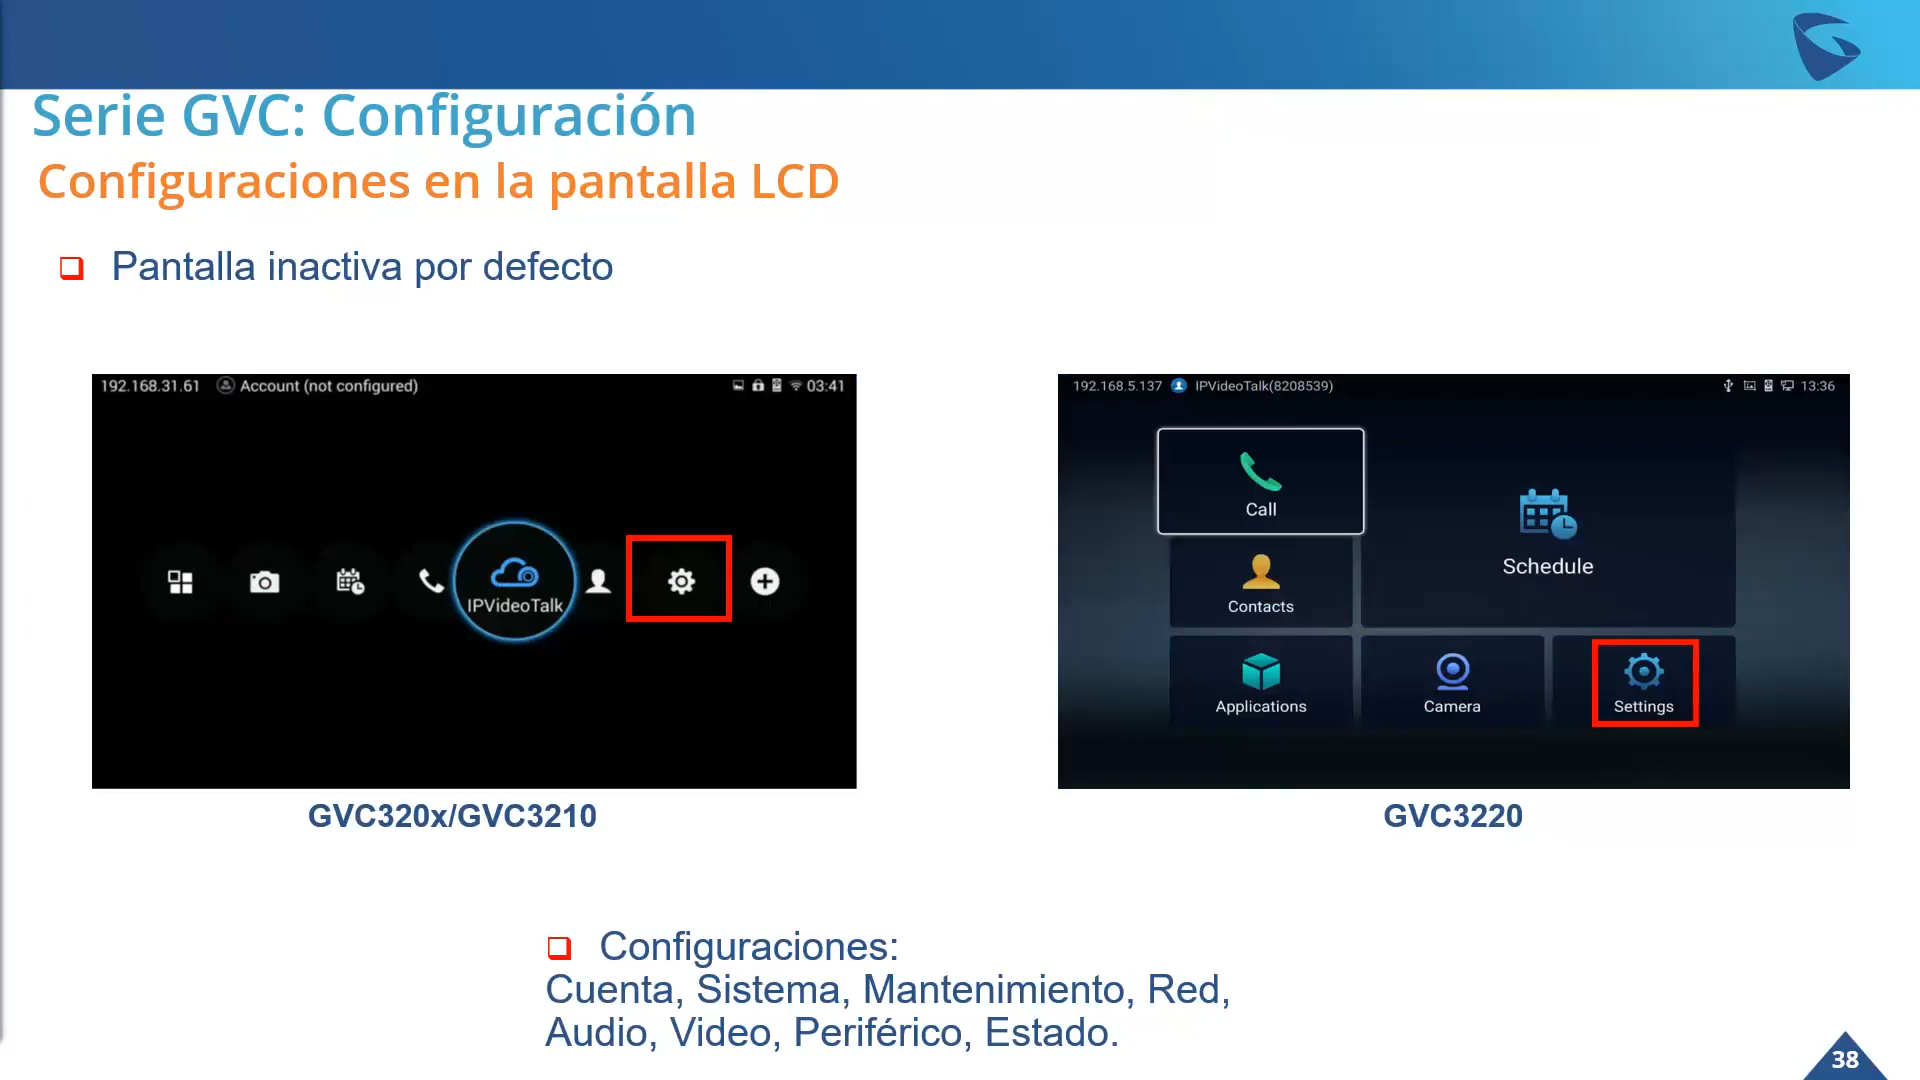 Serie GVC: Configuración
Configuraciones en la pantalla LCD
Pantalla inactiva por defecto
192.168.31.61 Account (not configured) 03:41
IPVideoTalk
GVC320x/GVC3210
192.168.5.137 IPVideoTalk(8208539) 13:36
Call
Schedule
Contacts
Applications
Camera
Settings
GVC3220
Configuraciones:
Cuenta, Sistema, Mantenimiento, Red,
Audio, Video, Periférico, Estado.
38